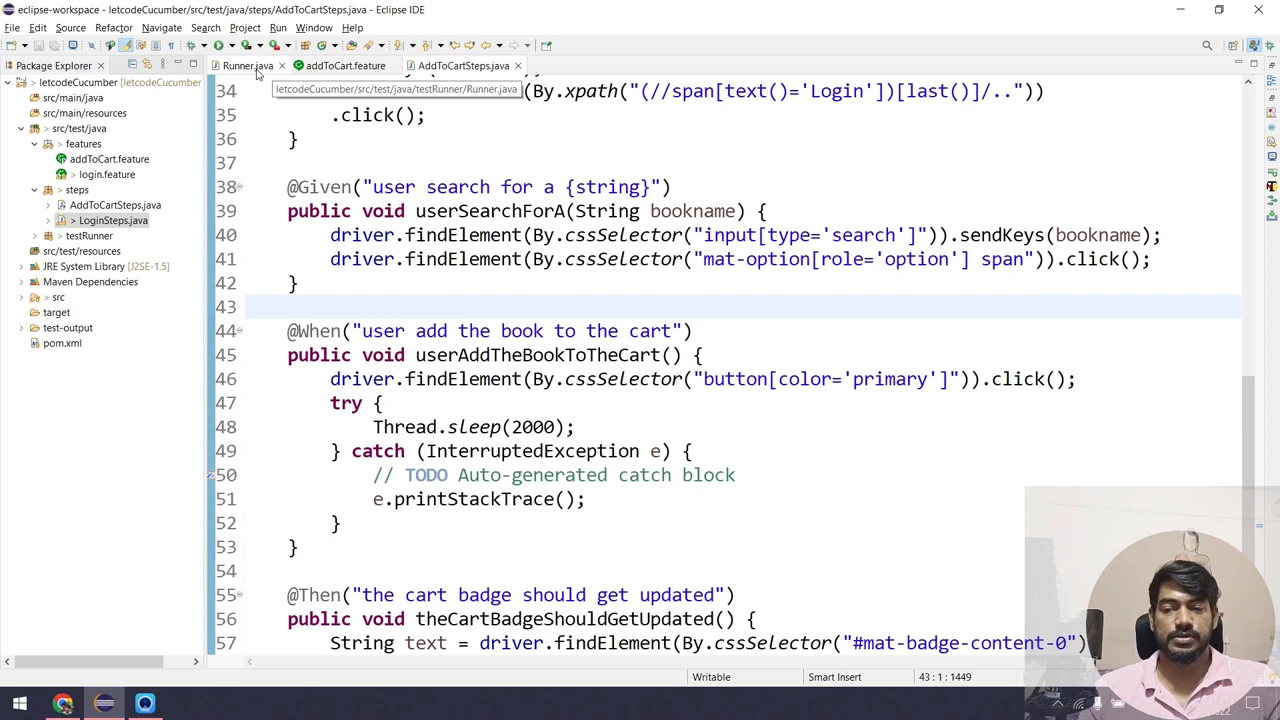 eclipse-workspace - letcodeCucumber/src/test/java/steps/AddToCartSteps.java - Eclipse IDE
File Edit Source Refactor Navigate Search Project Run Window Help
Package Explorer
Runner.java
addToCart.feature
AddToCartSteps.java
letcodeCucumber/src/test/java/testRunner/Runner.java
> letcodeCucumber (letcodeCucumber
src/main/java
src/main/resources
> src/test/java
> features
addToCart.feature
> login.feature
> steps
AddToCartSteps.java
> LoginSteps.java
> testRunner
src/test/resources
JRE System Library [J2SE-1.5]
Maven Dependencies
> src
target
test-output
pom.xml
34 (By.xpath("(//span[text()='Login'])[last()]/.."))
35 .click();
36 }
37
38 @Given("user search for a {string}")
39 public void userSearchForA(String bookname) {
40 driver.findElement(By.cssSelector("input[type='search']")).sendKeys(bookname);
41 driver.findElement(By.cssSelector("mat-option[role='option'] span")).click();
42 }
43
44 @When("user add the book to the cart")
45 public void userAddTheBookToTheCart() {
46 driver.findElement(By.cssSelector("button[color='primary']")).click();
47 try {
48 Thread.sleep(2000);
49 } catch (InterruptedException e) {
50 // TODO Auto-generated catch block
51 e.printStackTrace();
52 }
53 }
54
55 @Then("the cart badge should get updated")
56 public void theCartBadgeShouldGetUpdated() {
57 String text = driver.findElement(By.cssSelector("#mat-badge-content-0")
Writable Smart Insert 43 : 1 : 1449